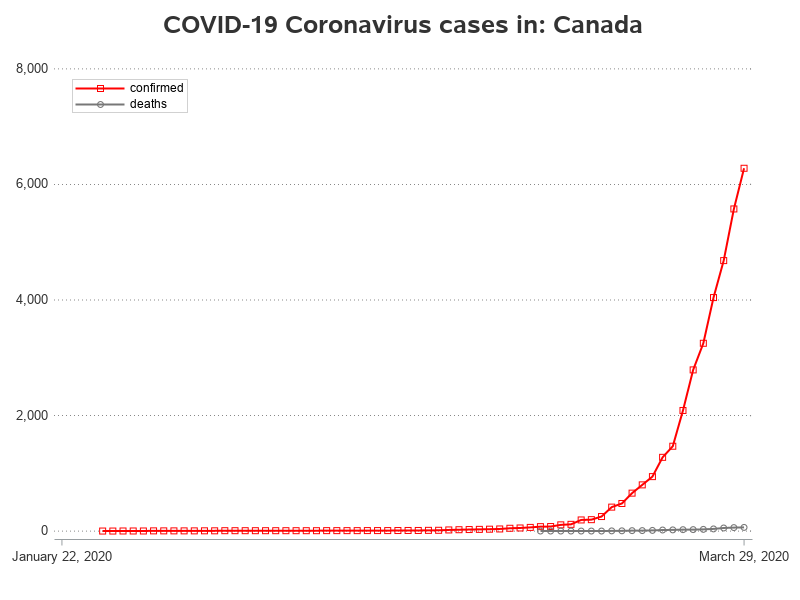 COVID-19 Coronavirus cases in: Canada
8,000
confirmed
deaths
6,000
4,000
2,000
0
January 22, 2020
March 29, 2020